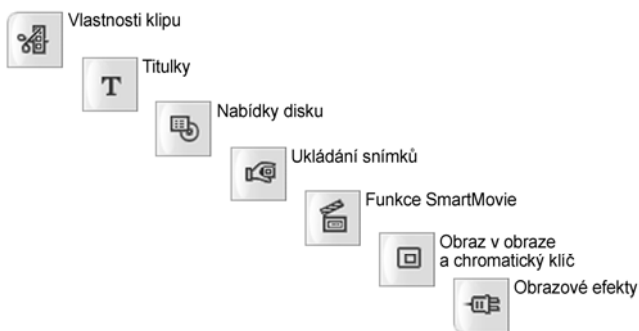 Vlastnosti klipu
T
Titulky
Nabídky disku
Ukládání snímků
Funkce SmartMovie
Obraz v obraze
a chromatický klíč
Obrazové efekty